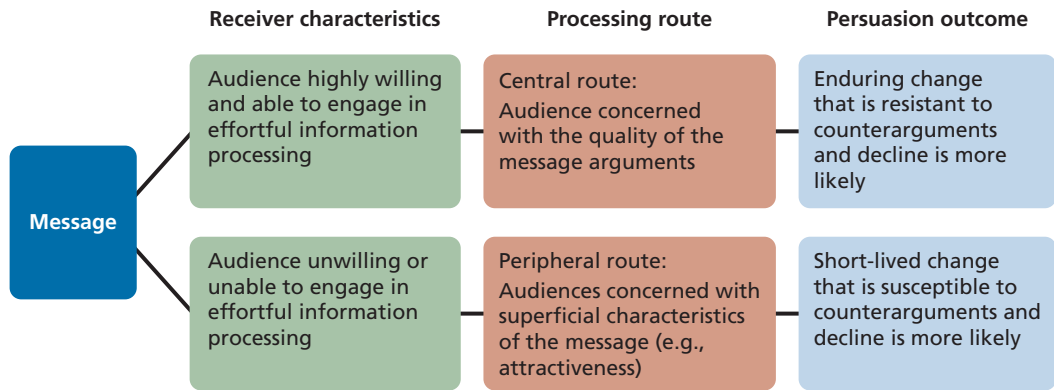 Receiver characteristics
Processing route
Persuasion outcome
Message
Audience highly willing
and able to engage in
effortful information
processing
Central route:
Audience concerned
with the quality of the
message arguments
Enduring change
that is resistant to
counterarguments
and decline is more
likely
Audience unwilling or
unable to engage in
effortful information
processing
Peripheral route:
Audiences concerned with
superficial characteristics
of the message (e.g.,
attractiveness)
Short-lived change
that is susceptible to
counterarguments and
decline is more likely